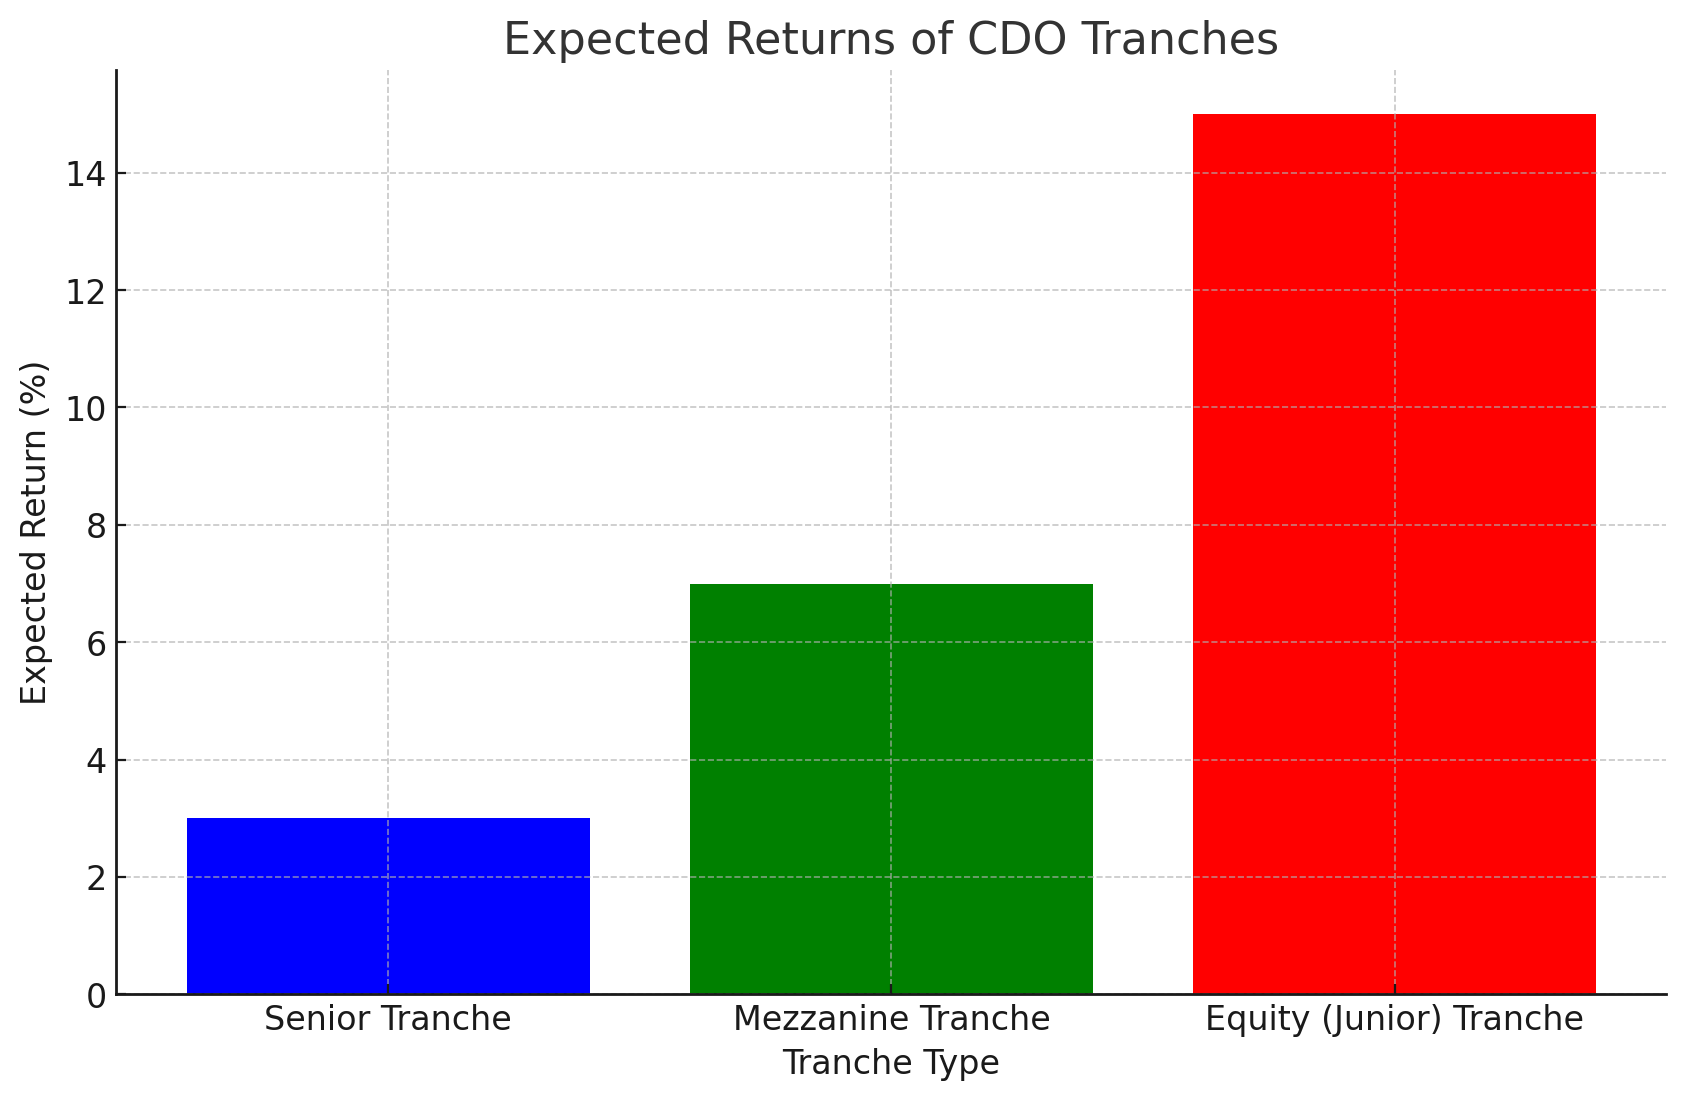 Expected Returns of CDO Tranches
Expected Return (%)
14
12
10
8
6
4
2
0
Senior Tranche
Mezzanine Tranche
Equity (Junior) Tranche
Tranche Type